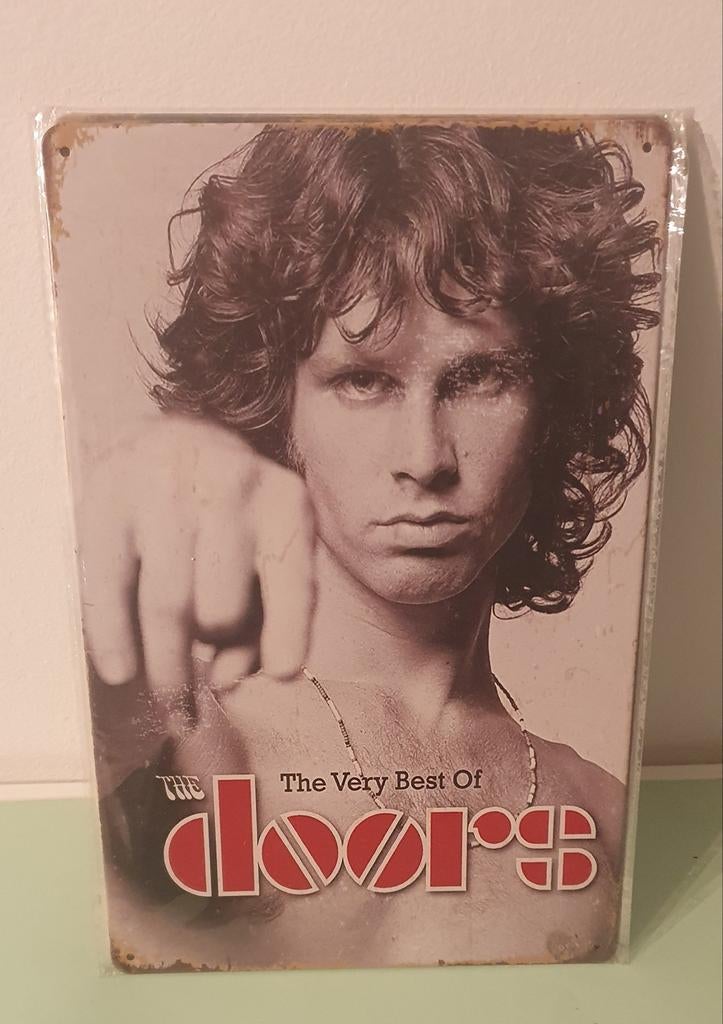 The Very Best Of
THE
doors